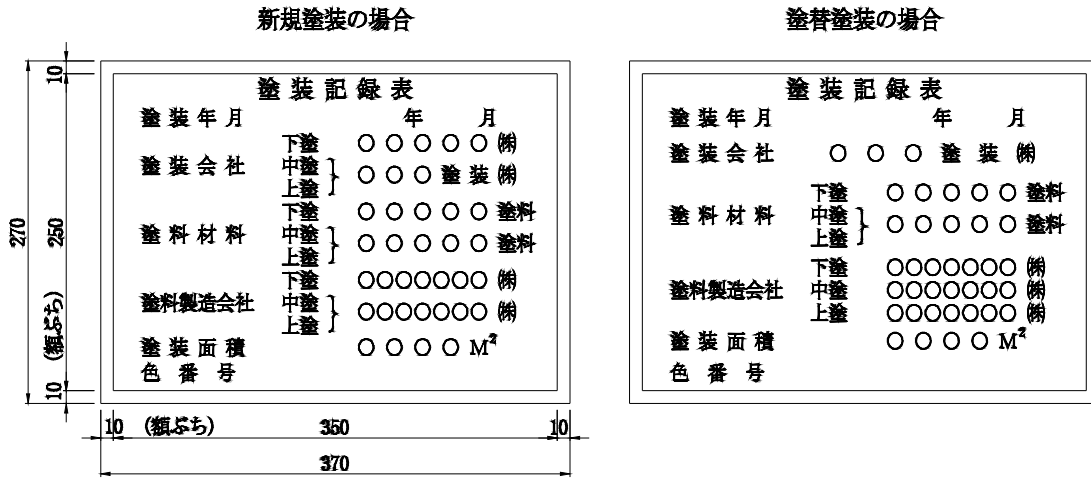 新規塗装の場合
塗装記録表
塗装年月 年 月
塗装会社 下塗 ○○○○○㈱
中塗 上塗 ○○○塗装㈱
塗料材料 下塗 ○○○○○塗料
中塗 上塗 ○○○○○塗料
塗料製造会社 下塗 ○○○○○○○㈱
中塗 上塗 ○○○○○○○㈱
塗装面積 ○○○○M²
色番号
10
250
(額ぶち)
10
270
10 (額ぶち) 350 10
370
塗替塗装の場合
塗装記録表
塗装年月 年 月
塗装会社 ○○○塗装㈱
塗料材料 下塗 ○○○○○塗料
中塗 上塗 ○○○○○塗料
塗料製造会社 下塗 ○○○○○○○㈱
中塗 ○○○○○○○㈱
上塗 ○○○○○○○㈱
塗装面積 ○○○○M²
色番号